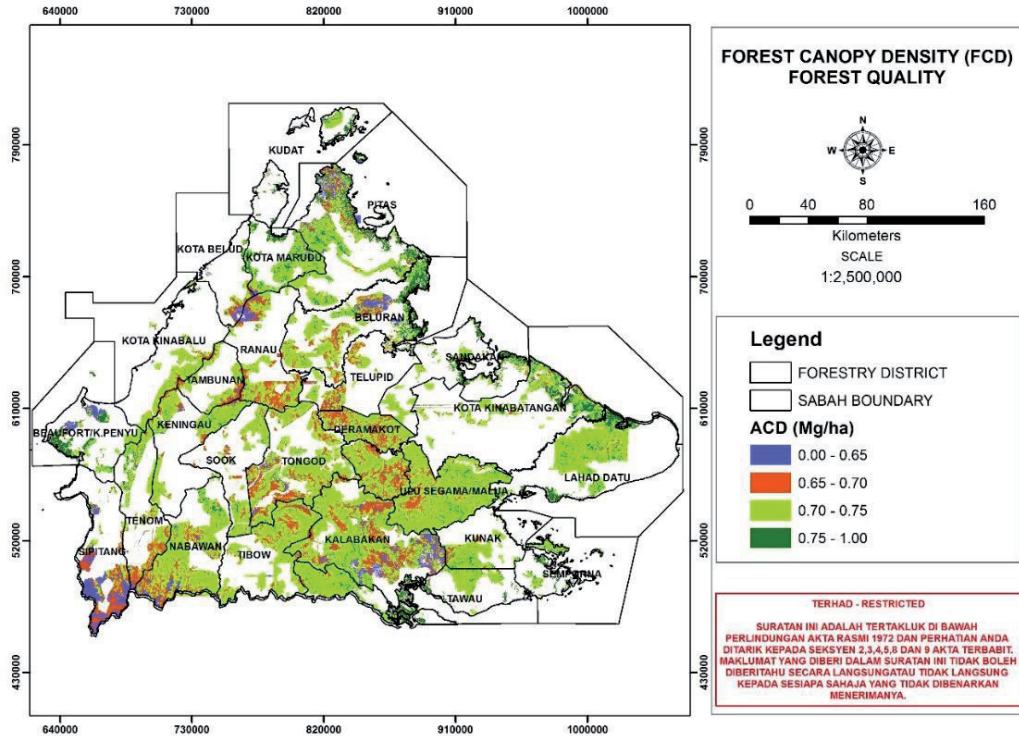 640000 730000 820000 910000 1000000
790000 790000
700000 700000
610000 610000
520000 520000
430000 430000
KUDAT
PITAS
KOTA BELUD
KOTA MARUDU
BELURAN
KOTA KINABALU
RANAU
SANDAKAN
TAMBUNAN
TELUPID
KOTA KINABATANGAN
BEAUFORT/K.PENYU
KENINGAU
DERAMAKOT
SOOK
TONGOD
LAHAD DATU
ULU SEGAMA/MALUA
TENOM
SIPITANG
NABAWAN
TIBOW
KALABAKAN
KUNAK
SEMPORNA
TAWAU
640000 730000 820000 910000 1000000
FOREST CANOPY DENSITY (FCD)
FOREST QUALITY
N
W E
S
0 40 80 160
Kilometers
SCALE
1:2,500,000
Legend
FORESTRY DISTRICT
SABAH BOUNDARY
ACD (Mg/ha)
0.00 - 0.65
0.65 - 0.70
0.70 - 0.75
0.75 - 1.00
TERHAD - RESTRICTED
SURATAN INI ADALAH TERTAKLUK DI BAWAH
PERLINDUNGAN AKTA RASMI 1972 DAN PERHATIAN ANDA
DITARIK KEPADA SEKSYEN 2,3,4,5,8 DAN 9 AKTA TERBABIT.
MAKLUMAT YANG DIBERI DALAM SURATAN INI TIDAK BOLEH
DIBERITAHU SECARA LANGSUNGATAU TIDAK LANGSUNG
KEPADA SESIAPA SAHAJA YANG TIDAK DIBENARKAN
MENERIMANYA.